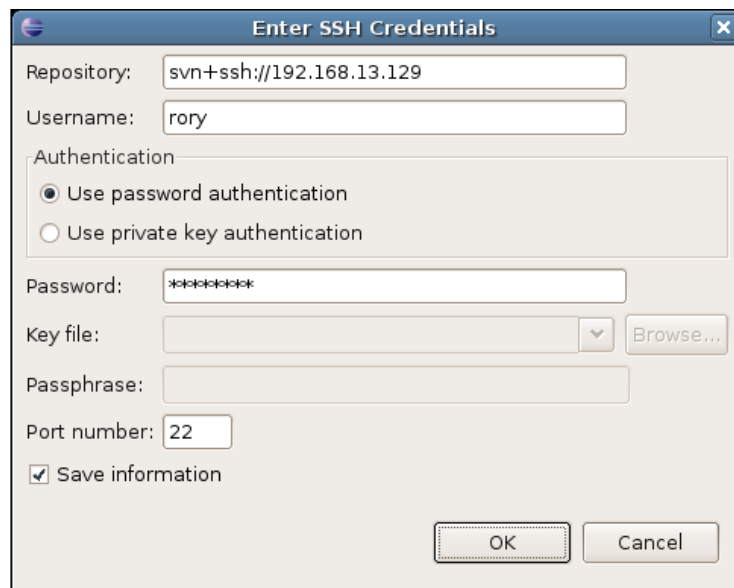 Enter SSH Credentials
Repository: svn+ssh://192.168.13.129
Username: rory
Authentication
Use password authentication
Use private key authentication
Password: ********
Key file: Browse...
Passphrase:
Port number: 22
Save information
OK Cancel